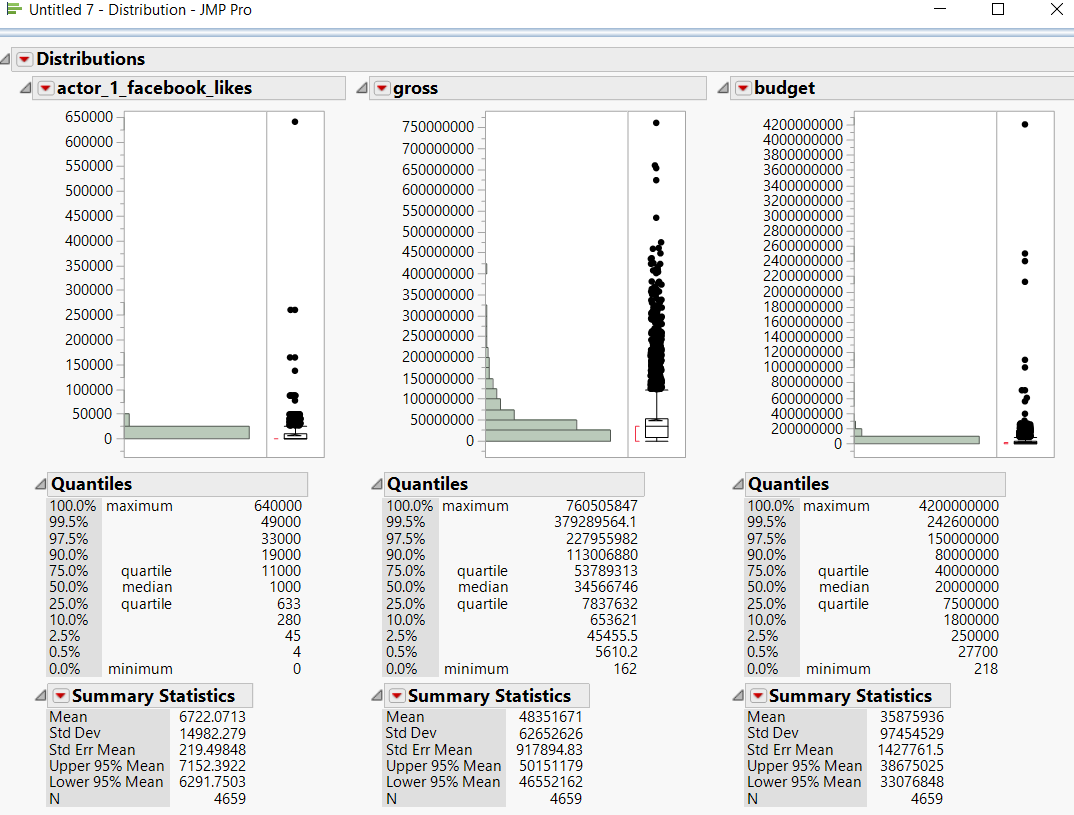 Untitled 7 - Distribution - JMP Pro
Distributions
actor_1_facebook_likes
650000
600000
550000
500000
450000
400000
350000
300000
250000
200000
150000
100000
50000
0
Quantiles
100.0% maximum 640000
99.5% 49000
97.5% 33000
90.0% 19000
75.0% quartile 11000
50.0% median 1000
25.0% quartile 633
10.0% 280
2.5% 45
0.5% 4
0.0% minimum 0
Summary Statistics
Mean 6722.0713
Std Dev 14982.279
Std Err Mean 219.49848
Upper 95% Mean 7152.3922
Lower 95% Mean 6291.7503
N 4659
gross
750000000
700000000
650000000
600000000
550000000
500000000
450000000
400000000
350000000
300000000
250000000
200000000
150000000
100000000
50000000
0
Quantiles
100.0% maximum 760505847
99.5% 379289564.1
97.5% 227955982
90.0% 113006880
75.0% quartile 53789313
50.0% median 34566746
25.0% quartile 7837632
10.0% 653621
2.5% 45455.5
0.5% 5610.2
0.0% minimum 162
Summary Statistics
Mean 48351671
Std Dev 62652626
Std Err Mean 917894.83
Upper 95% Mean 50151179
Lower 95% Mean 46552162
N 4659
budget
4200000000
4000000000
3800000000
3600000000
3400000000
3200000000
3000000000
2800000000
2600000000
2400000000
2200000000
2000000000
1800000000
1600000000
1400000000
1200000000
1000000000
800000000
600000000
400000000
200000000
0
Quantiles
100.0% maximum 4200000000
99.5% 242600000
97.5% 150000000
90.0% 80000000
75.0% quartile 40000000
50.0% median 20000000
25.0% quartile 7500000
10.0% 1800000
2.5% 250000
0.5% 27700
0.0% minimum 218
Summary Statistics
Mean 35875936
Std Dev 97454529
Std Err Mean 1427761.5
Upper 95% Mean 38675025
Lower 95% Mean 33076848
N 4659